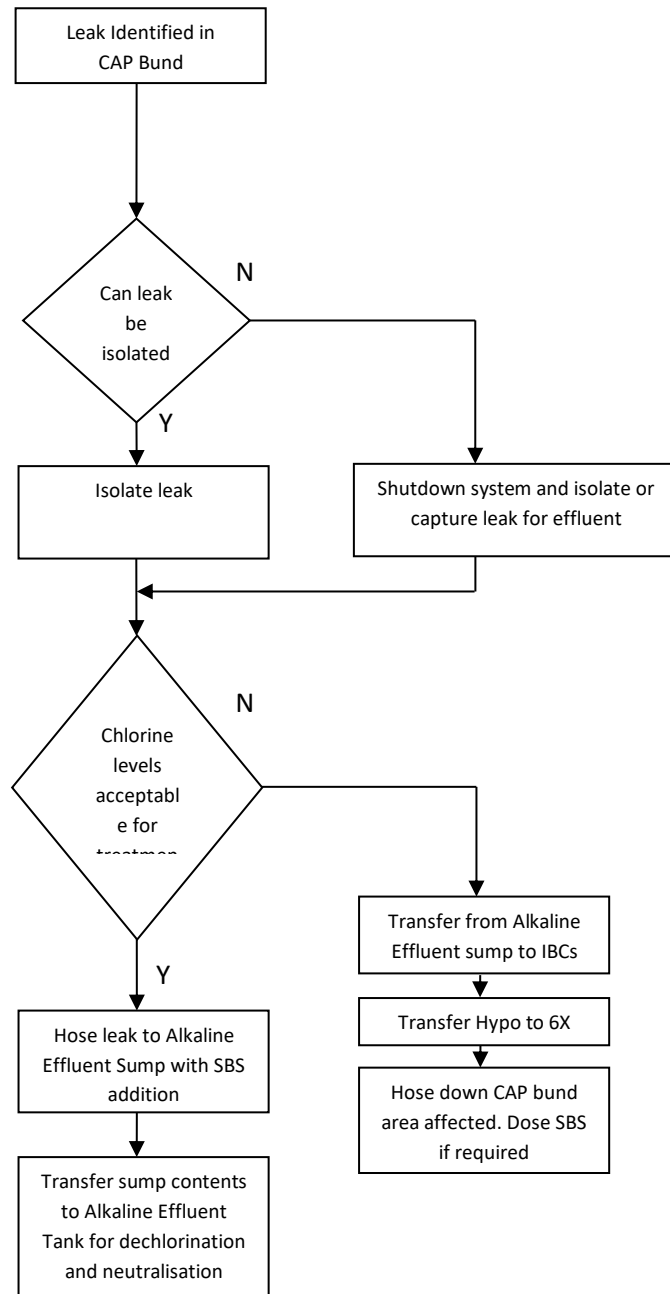 Leak Identified in
CAP Bund
N
Can leak
be
isolated
Y
Isolate leak
Shutdown system and isolate or
capture leak for effluent
N
Chlorine
levels
acceptabl
e for
Y
Transfer from Alkaline
Effluent sump to IBCs
Transfer Hypo to 6X
Hose down CAP bund
area affected. Dose SBS
if required
Hose leak to Alkaline
Effluent Sump with SBS
addition
Transfer sump contents
to Alkaline Effluent
Tank for dechlorination
and neutralisation